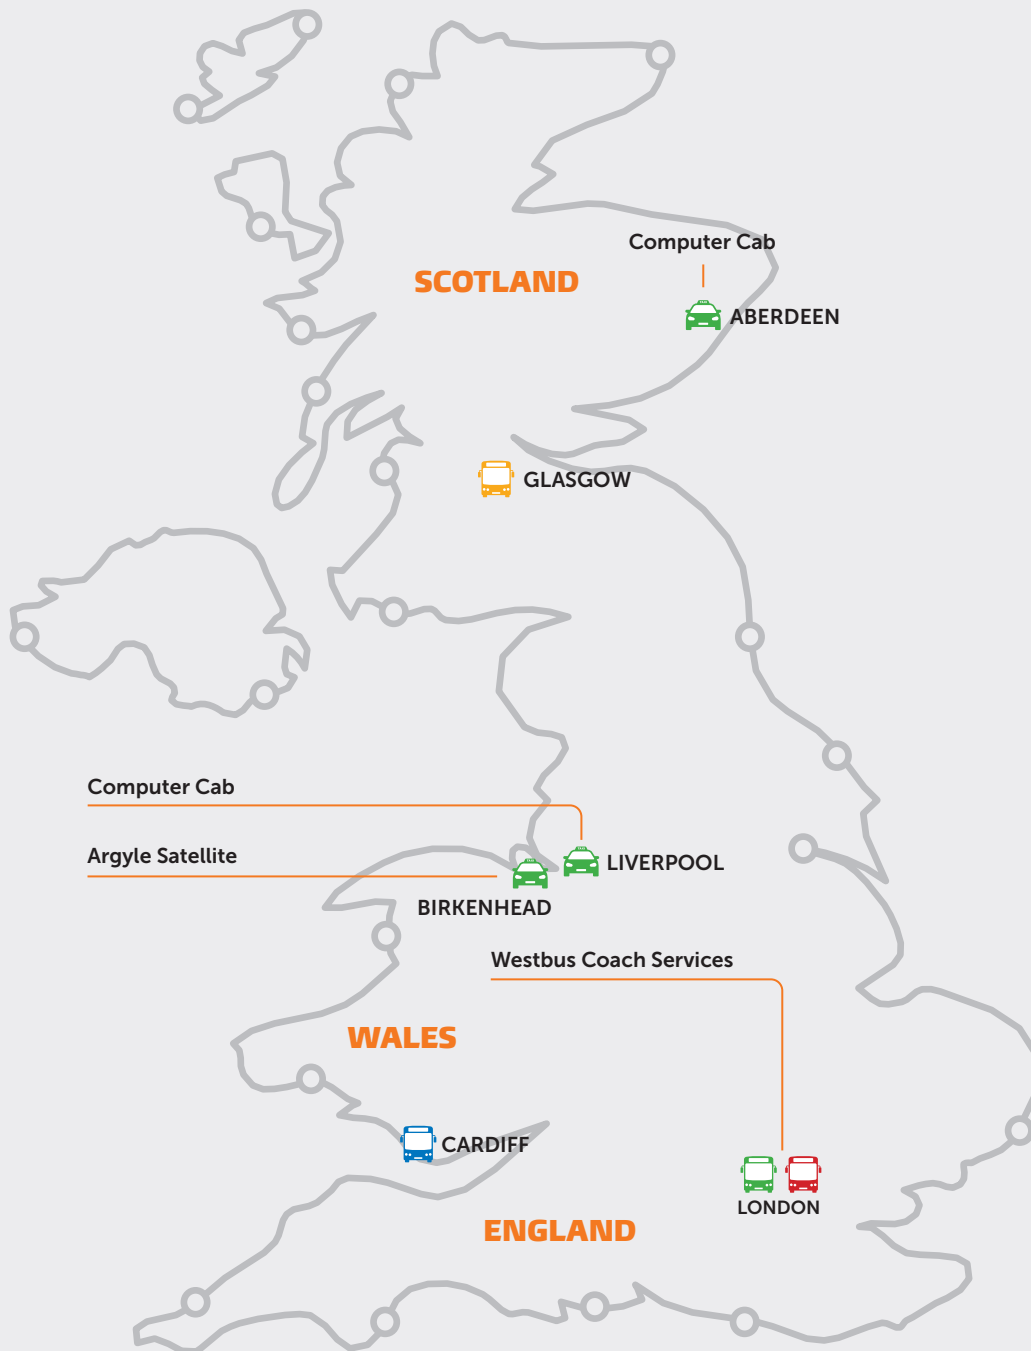 Computer Cab
SCOTLAND
ABERDEEN
GLASGOW
Computer Cab
Argyle Satellite
LIVERPOOL
BIRKENHEAD
Westbus Coach Services
WALES
CARDIFF
LONDON
ENGLAND